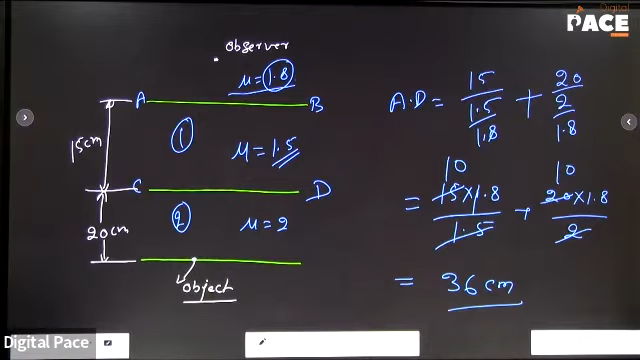 Digital
PACE
observer
μ = 1.8
A
B
①
15cm
μ = 1.5
C
D
20cm
②
μ = 2
object
A.D = 15/(1.5/1.8) + 20/(2/1.8)
10 10
= 15×1.8/1.5 + 20×1.8/2
= 36 cm
Digital Pace